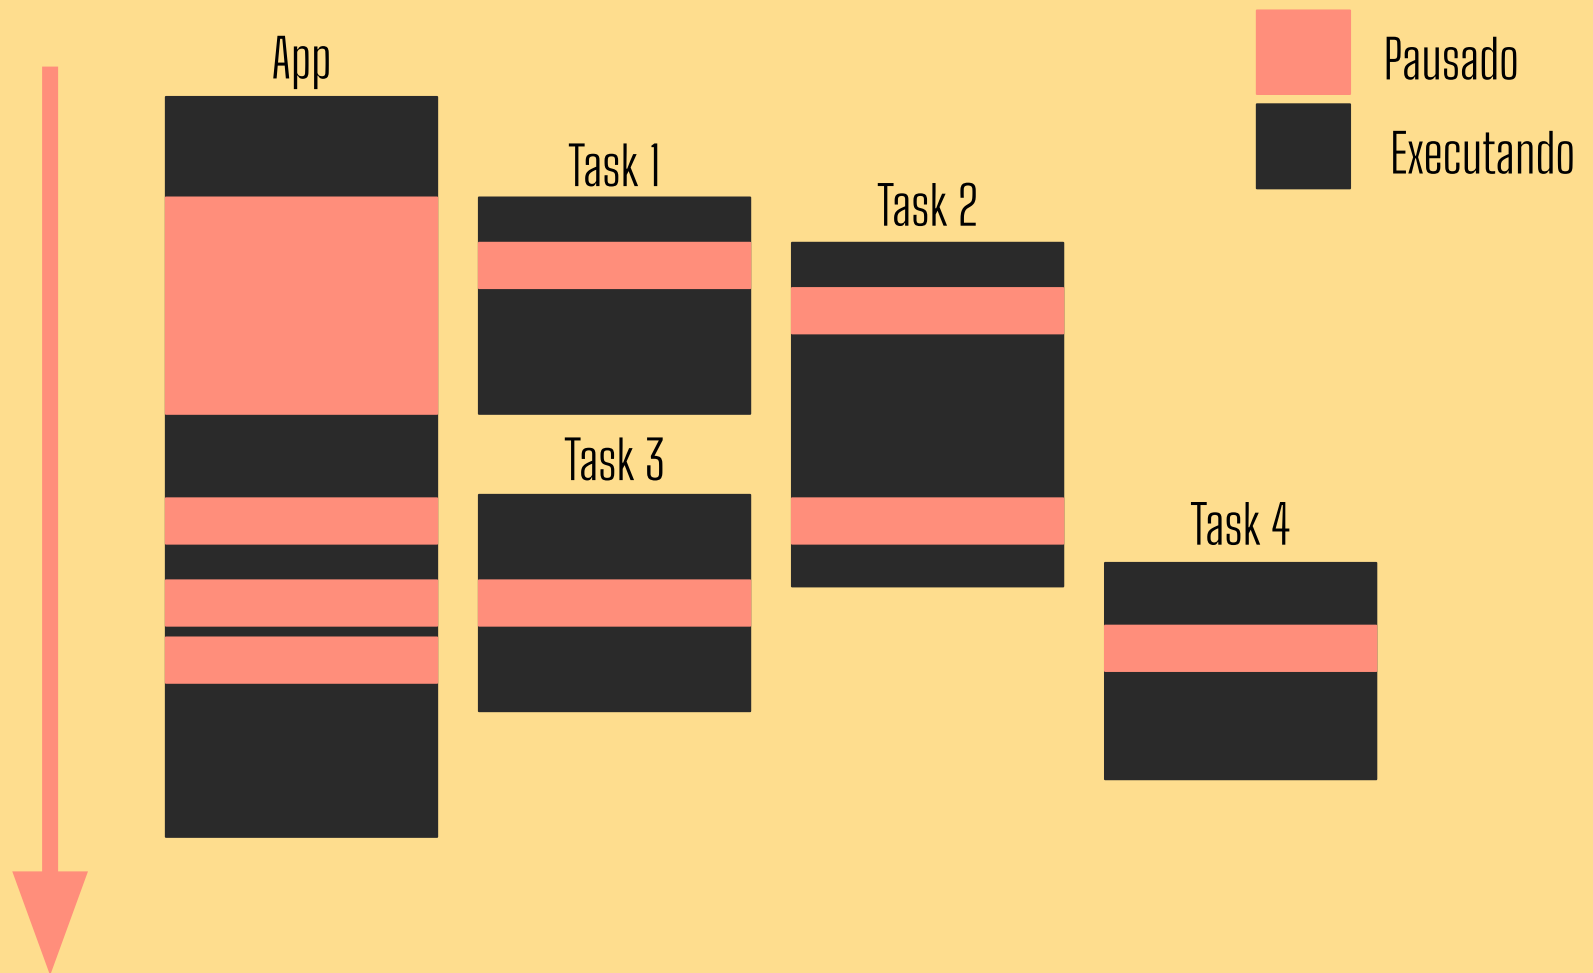 App
Pausado
Executando
Task 1
Task 2
Task 3
Task 4